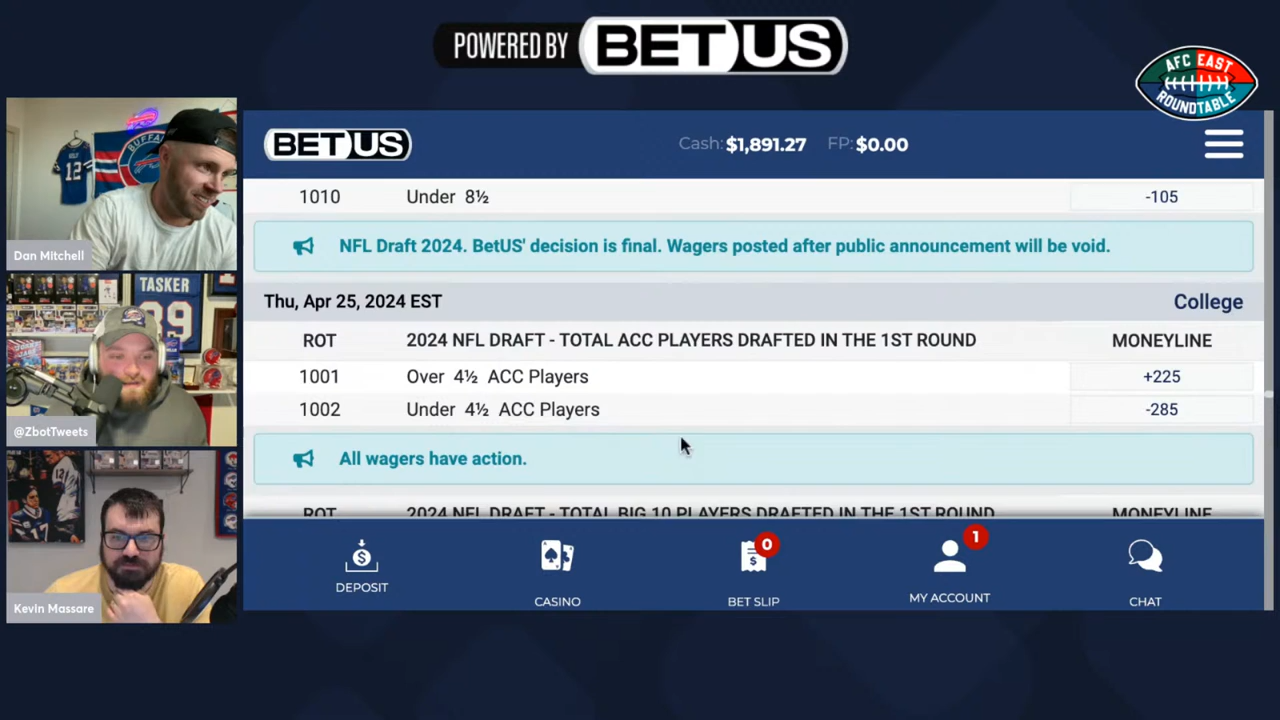 POWERED BY BETUS
AFC EAST
ROUNDTABLE
BETUS
Cash: $1,891.27 FP: $0.00
1010 Under 8½ -105
NFL Draft 2024. BetUS' decision is final. Wagers posted after public announcement will be void.
Thu, Apr 25, 2024 EST College
ROT 2024 NFL DRAFT - TOTAL ACC PLAYERS DRAFTED IN THE 1ST ROUND MONEYLINE
1001 Over 4½ ACC Players +225
1002 Under 4½ ACC Players -285
All wagers have action.
ROT 2024 NFL DRAFT - TOTAL BIG 10 PLAYERS DRAFTED IN THE 1ST ROUND MONEYLINE
DEPOSIT
CASINO
0
BET SLIP
1
MY ACCOUNT
CHAT
12
BUFFALO
Dan Mitchell
TASKER
89
@ZbotTweets
17
Kevin Massare